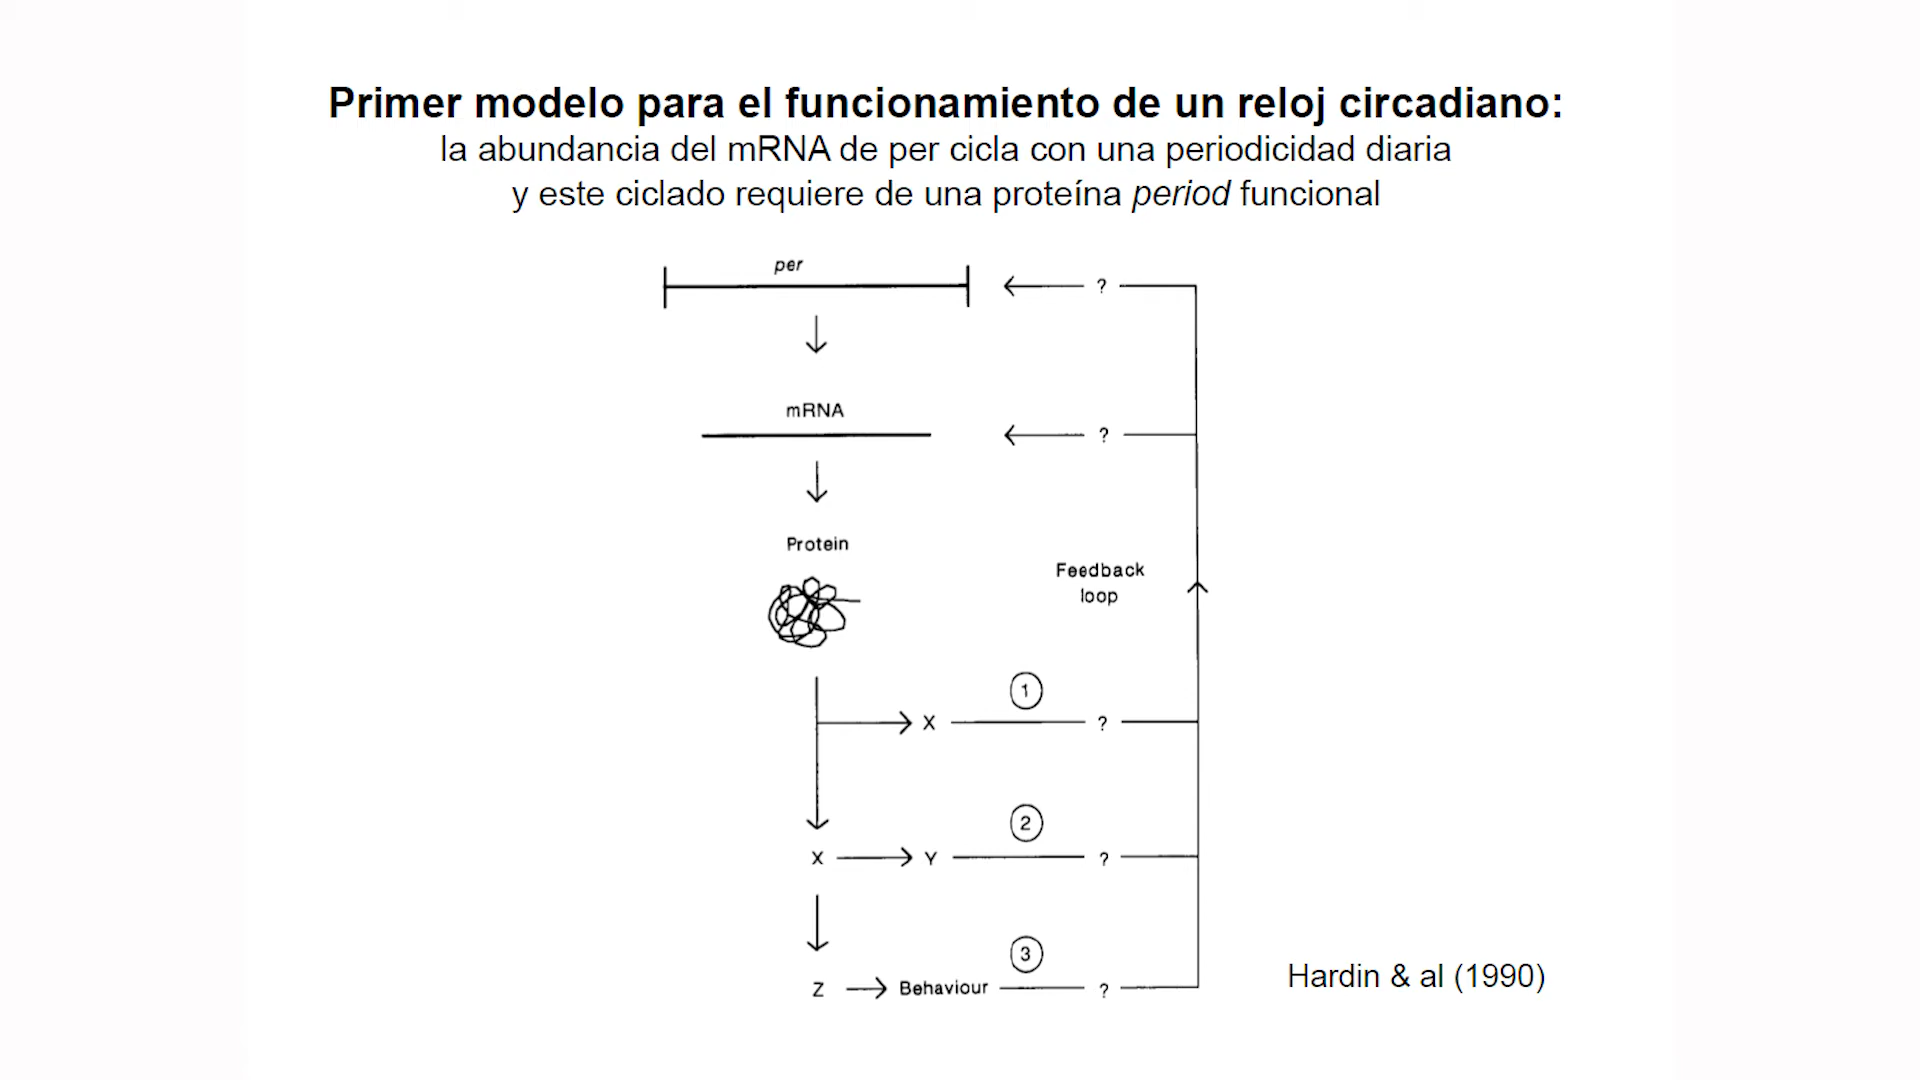 Primer modelo para el funcionamiento de un reloj circadiano:
la abundancia del mRNA de per cicla con una periodicidad diaria
y este ciclado requiere de una proteína period funcional
per
?
mRNA
?
Protein
Feedback
loop
1
X ?
2
X Y ?
3
Z Behaviour ?
Hardin & al (1990)